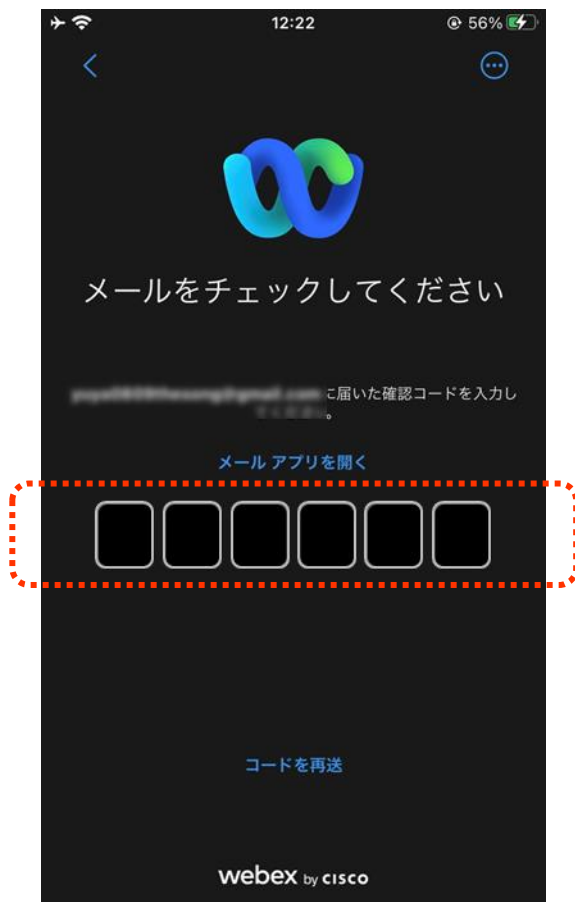 12:22
56%
メールをチェックしてください
に届いた確認コードを入力し
。
メール アプリを開く
コードを再送
webex by CISCO